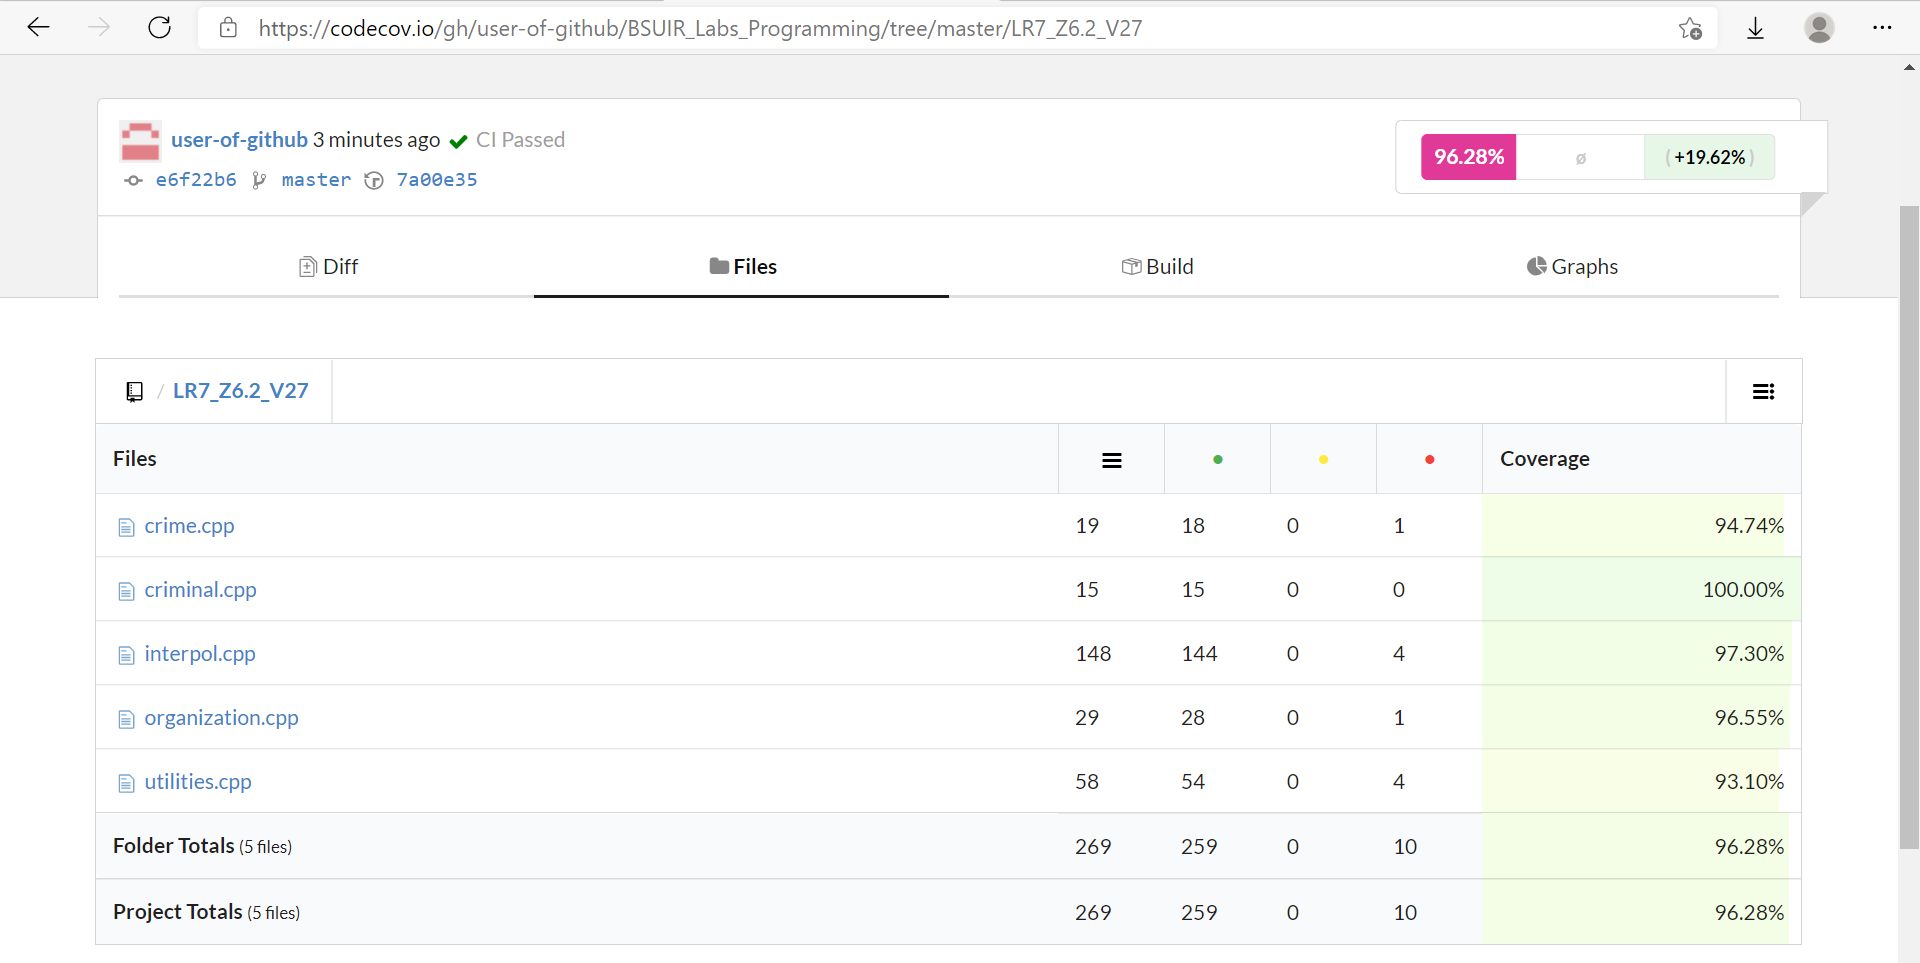 https://codecov.io/gh/user-of-github/BSUIR_Labs_Programming/tree/master/LR7_Z6.2_V27
user-of-github 3 minutes ago CI Passed
e6f22b6 master 7a00e35
96.28% ø (+19.62%)
Diff Files Build Graphs
/ LR7_Z6.2_V27
Files Coverage
crime.cpp 19 18 0 1 94.74%
criminal.cpp 15 15 0 0 100.00%
interpol.cpp 148 144 0 4 97.30%
organization.cpp 29 28 0 1 96.55%
utilities.cpp 58 54 0 4 93.10%
Folder Totals (5 files) 269 259 0 10 96.28%
Project Totals (5 files) 269 259 0 10 96.28%